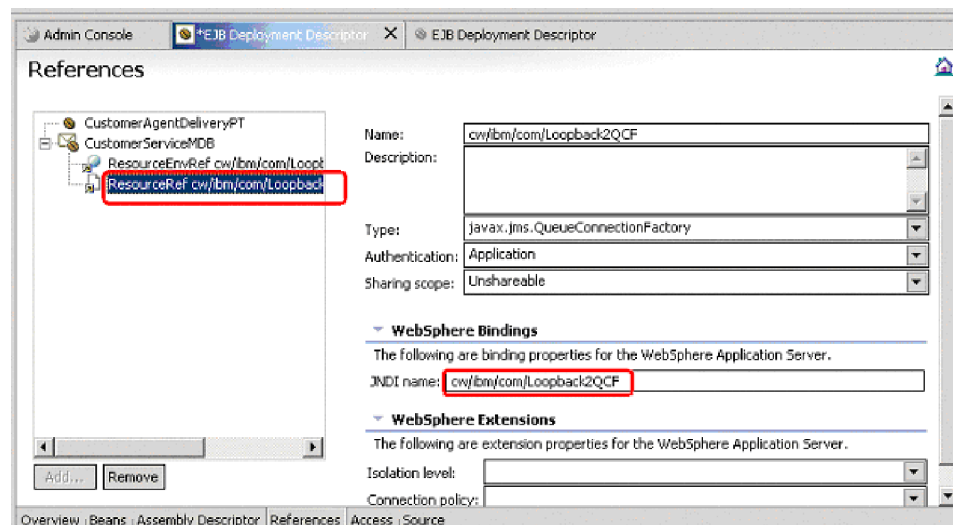 Admin Console
*EJB Deployment Descriptor
EJB Deployment Descriptor
References
CustomerAgentDeliveryPT
CustomerServiceMDB
ResourceEnvRef cw/ibm/com/Loopb
ResourceRef cw/ibm/com/Loopback
Name: cw/ibm/com/Loopback2QCF
Description:
Type: javax.jms.QueueConnectionFactory
Authentication: Application
Sharing scope: Unshareable
WebSphere Bindings
The following are binding properties for the WebSphere Application Server.
JNDI name: cw/ibm/com/Loopback2QCF
WebSphere Extensions
The following are extension properties for the WebSphere Application Server.
Isolation level:
Connection policy:
Add... Remove
Overview Beans Assembly Descriptor References Access Source